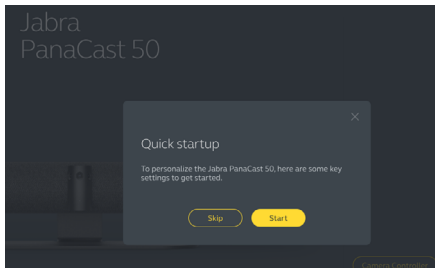 Jabra
PanaCast 50
Quick startup
To personalize the Jabra PanaCast 50, here are some key
settings to get started.
Skip
Start
Camera Controller